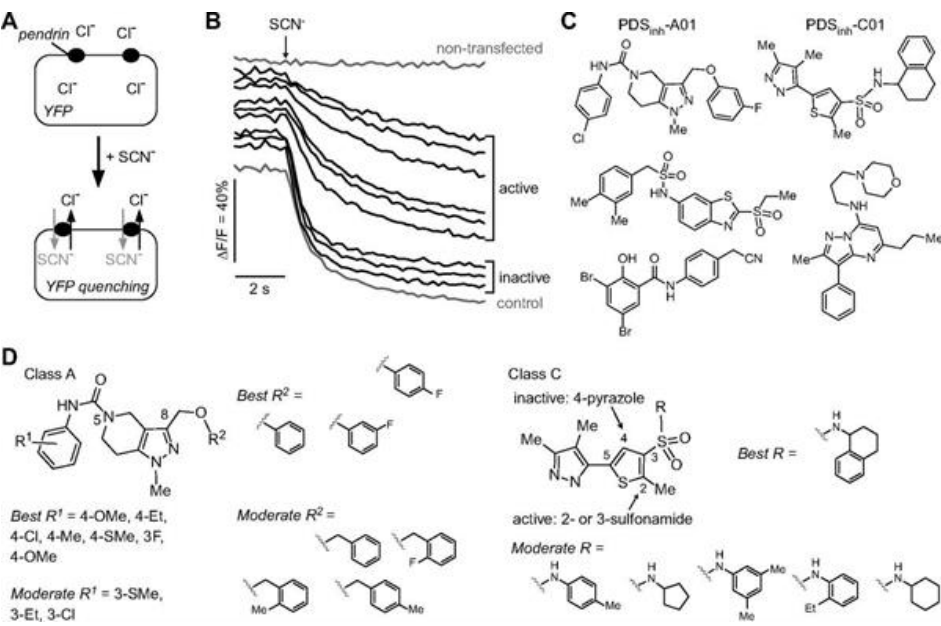 A
pendrin
Cl⁻
Cl⁻
Cl⁻
Cl⁻
YFP
+ SCN⁻
Cl⁻
Cl⁻
SCN⁻
SCN⁻
YFP quenching
B
SCN⁻
non-transfected
active
inactive
control
ΔF/F = 40%
2 s
C
PDSinh-A01
O
NH
N
O
N
N
Me
F
Cl
PDSinh-C01
Me
Me
N
N
S
Me
S
O
O
H
N
O
S
O
NH
Me
Me
S
N
S
O
O
Me
OH
O
Br
Br
N
H
CN
N
O
NH
N
N
N
Me
Me
D
Class A
O
NH
N
5
8
O
R²
N
N
Me
R¹
Best R¹ = 4-OMe, 4-Et,
4-Cl, 4-Me, 4-SMe, 3F,
4-OMe
Moderate R¹ = 3-SMe,
3-Et, 3-Cl
Best R² =
F
F
Moderate R² =
F
Me
Me
Class C
inactive: 4-pyrazole
R
Me
Me
4
S
O
O
5
3
N
N
S
2
Me
active: 2- or 3-sulfonamide
Best R =
H
N
Moderate R =
H
N
Me
H
N
H
N
Me
Me
H
N
Et
H
N